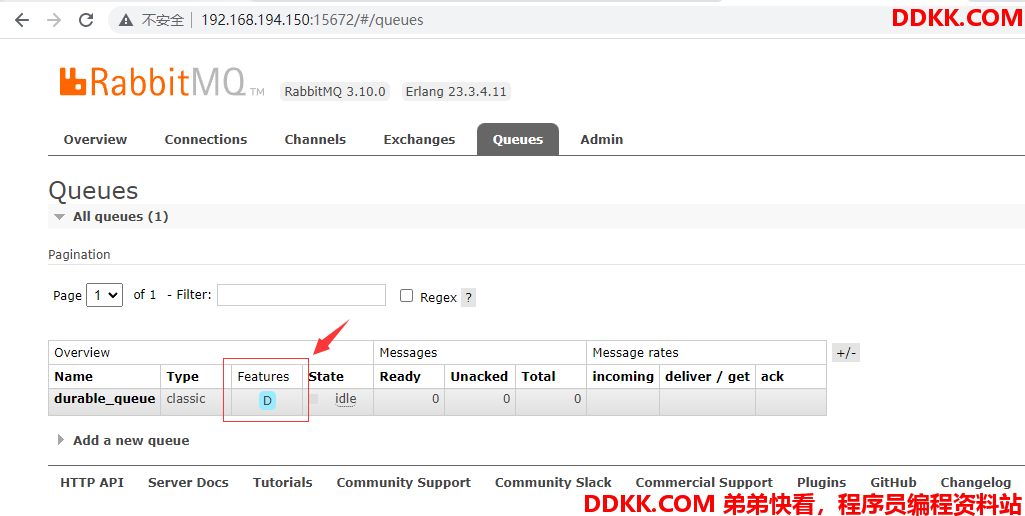 不安全 192.168.194.150:15672/#/queues
DDKK.COM
RabbitMQ TM RabbitMQ 3.10.0 Erlang 23.3.4.11
Overview Connections Channels Exchanges Queues Admin
Queues
All queues (1)
Pagination
Page 1 of 1 - Filter: Regex ?
Overview Messages Message rates +/-
Name Type Features State Ready Unacked Total incoming deliver / get ack
durable_queue classic D idle 0 0 0
Add a new queue
HTTP API Server Docs Tutorials Community Support Community Slack Commercial Support Plugins GitHub Changelog
DDKK.COM 弟弟快看，程序员编程资料站